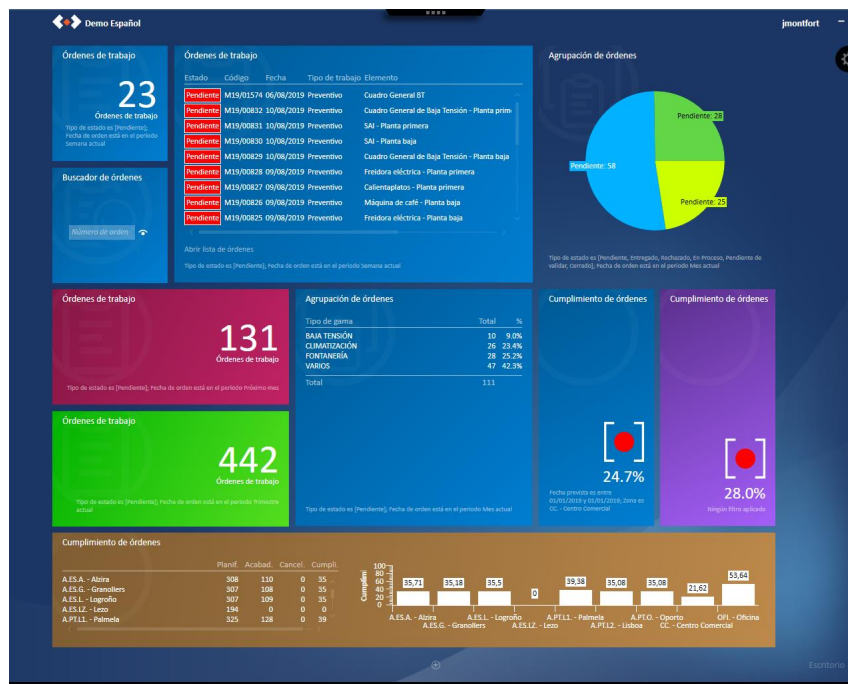 Demo Español
jmontfort
Órdenes de trabajo
23
Órdenes de trabajo
Tipo de estado es [Pendiente];
Fecha de orden está en el periodo
Semana actual
Buscador de órdenes
Número de orden
Órdenes de trabajo
Estado Código Fecha Tipo de trabajo Elemento
Pendiente M19/01574 06/08/2019 Preventivo Cuadro General BT
Pendiente M19/00832 10/08/2019 Preventivo Cuadro General de Baja Tensión - Planta prim
Pendiente M19/00831 10/08/2019 Preventivo SAI - Planta primera
Pendiente M19/00830 10/08/2019 Preventivo SAI - Planta baja
Pendiente M19/00829 10/08/2019 Preventivo Cuadro General de Baja Tensión - Planta baja
Pendiente M19/00828 09/08/2019 Preventivo Freidora eléctrica - Planta primera
Pendiente M19/00827 09/08/2019 Preventivo Calientaplatos - Planta primera
Pendiente M19/00826 09/08/2019 Preventivo Máquina de café - Planta baja
Pendiente M19/00825 09/08/2019 Preventivo Freidora eléctrica - Planta baja
Abrir lista de órdenes
Tipo de estado es [Pendiente]; Fecha de orden está en el periodo Semana actual
Agrupación de órdenes
Pendiente: 28
Pendiente: 58
Pendiente: 25
Tipo de estado es [Pendiente, Entregado, Rechazado, En Proceso, Pendiente de
validar, Cerrado]; Fecha de orden está en el periodo Mes actual
Órdenes de trabajo
131
Órdenes de trabajo
Tipo de estado es [Pendiente]; Fecha de orden está en el periodo Próximo mes
Órdenes de trabajo
442
Órdenes de trabajo
Tipo de estado es [Pendiente]; Fecha de orden está en el periodo Trimestre
actual
Agrupación de órdenes
Tipo de gama Total %
BAJA TENSIÓN 10 9.0%
CLIMATIZACIÓN 26 23.4%
FONTANERÍA 28 25.2%
VARIOS 47 42.3%
Total 111
Tipo de estado es [Pendiente]; Fecha de orden está en el periodo Mes actual
Cumplimiento de órdenes
24.7%
Fecha prevista es entre
01/01/2019 y 03/01/2019; Zona es
CC. - Centro Comercial
Cumplimiento de órdenes
28.0%
Ningún filtro aplicado
Cumplimiento de órdenes
Planif. Acabad. Cancel. Cumpli.
A.ES.A. - Alzira 308 110 0 35
A.ES.G. - Granollers 307 108 0 35
A.ES.L. - Logroño 307 109 0 35
A.ES.LZ. - Lezo 194 0 0 0
A.PT.L1. - Palmela 325 128 0 39
Cumplimi
100
80
60
40
20
0
35,71 35,18 35,5 0 39,38 35,08 35,08 21,62 53,64
A.ES.A. - Alzira A.ES.L. - Logroño A.PT.L1. - Palmela A.PT.O. - Oporto OFI. - Oficina
A.ES.G. - Granollers A.ES.LZ. - Lezo A.PT.L2. - Lisboa CC. - Centro Comercial
Escritorio